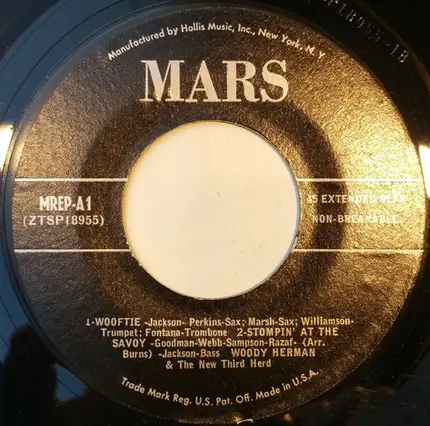 Manufactured by Hollis Music, Inc., New York, N. Y.
MARS
MREP-A1
(ZTSP18955)
45 EXTENDED PLAY
NON-BREAKABLE
1-WOOFTIE -Jackson- Perkins-Sax; Marsh-Sax; Williamson-
Trumpet; Fontana-Trombone 2-STOMPIN' AT THE
SAVOY -Goodman-Webb-Sampson-Razaf- (Arr.
Burns) -Jackson-Bass WOODY HERMAN
& The New Third Herd
Trade Mark Reg. U.S. Pat. Off. Made in U.S.A.